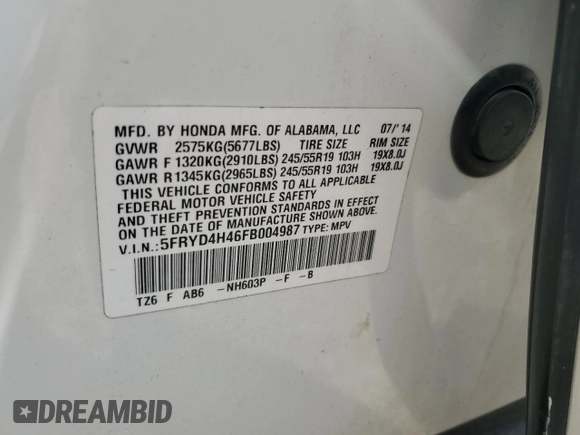 MFD. BY HONDA MFG. OF ALABAMA, LLC 07/'14
GVWR 2575KG(5677LBS) TIRE SIZE RIM SIZE
GAWR F 1320KG(2910LBS) 245/55R19 103H 19X8.0J
GAWR R 1345KG(2965LBS) 245/55R19 103H 19X8.0J
THIS VEHICLE CONFORMS TO ALL APPLICABLE
FEDERAL MOTOR VEHICLE SAFETY
AND THEFT PREVENTION STANDARDS IN EFFECT
ON THE DATE OF MANUFACTURE SHOWN ABOVE.
V.I.N.:5FRYD4H46FB004987 TYPE: MPV
TZ6 F AB6 -NH603P -F -B
DREAMBID